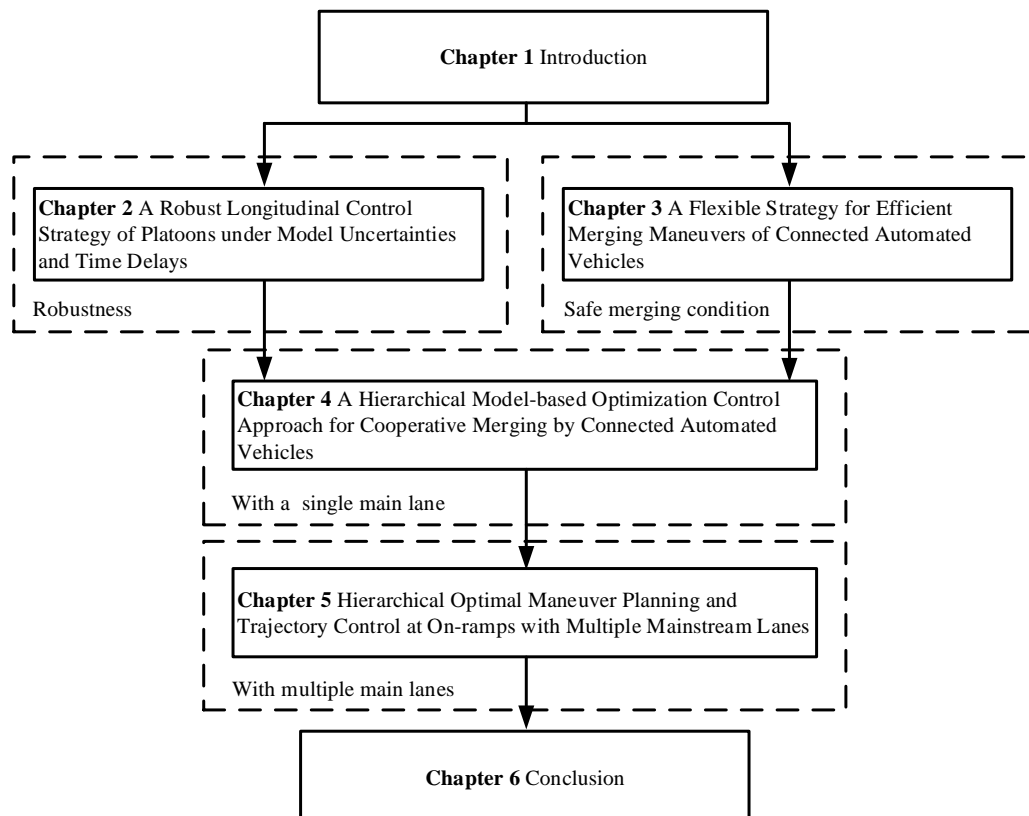 Chapter 1 Introduction
Chapter 2 A Robust Longitudinal Control
Strategy of Platoons under Model Uncertainties
and Time Delays
Robustness
Chapter 3 A Flexible Strategy for Efficient
Merging Maneuvers of Connected Automated
Vehicles
Safe merging condition
Chapter 4 A Hierarchical Model-based Optimization Control
Approach for Cooperative Merging by Connected Automated
Vehicles
With a single main lane
Chapter 5 Hierarchical Optimal Maneuver Planning and
Trajectory Control at On-ramps with Multiple Mainstream Lanes
With multiple main lanes
Chapter 6 Conclusion